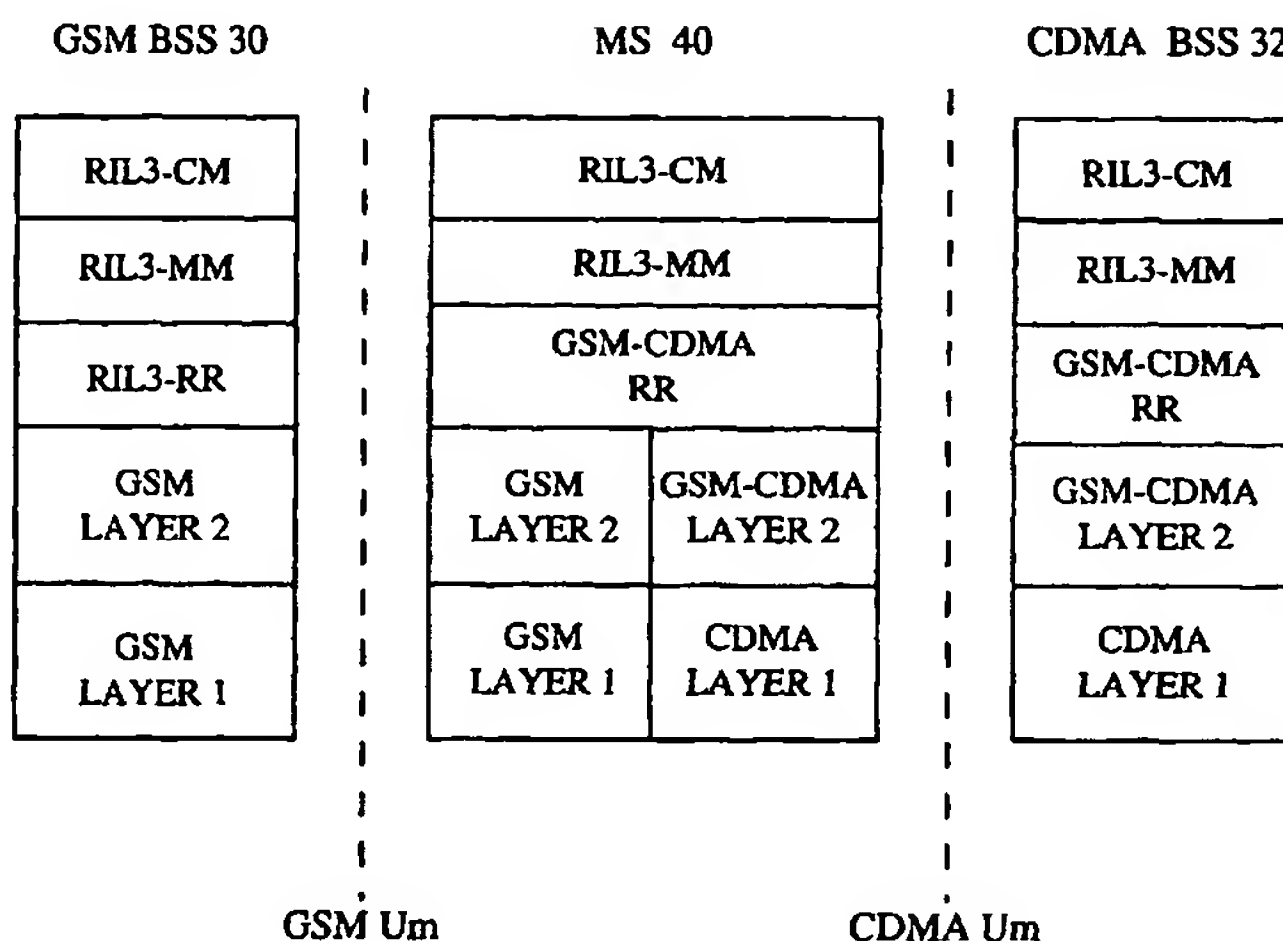 GSM BSS 30
MS 40
CDMA BSS 32
RIL3-CM
RIL3-MM
RIL3-RR
GSM
LAYER 2
GSM
LAYER 1
RIL3-CM
RIL3-MM
GSM-CDMA
RR
GSM
LAYER 2
GSM-CDMA
LAYER 2
GSM
LAYER 1
CDMA
LAYER 1
RIL3-CM
RIL3-MM
GSM-CDMA
RR
GSM-CDMA
LAYER 2
CDMA
LAYER 1
GSM Um
CDMA Um